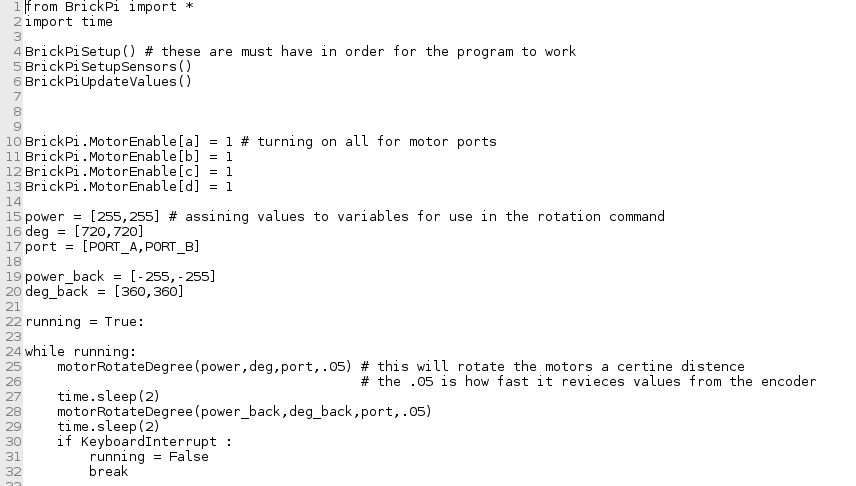 1 from BrickPi import *
2 import time
3
4 BrickPiSetup() # these are must have in order for the program to work
5 BrickPiSetupSensors()
6 BrickPiUpdateValues()
7
8
9
10 BrickPi.MotorEnable[a] = 1 # turning on all for motor ports
11 BrickPi.MotorEnable[b] = 1
12 BrickPi.MotorEnable[c] = 1
13 BrickPi.MotorEnable[d] = 1
14
15 power = [255,255] # assining values to variables for use in the rotation command
16 deg = [720,720]
17 port = [PORT_A,PORT_B]
18
19 power_back = [-255,-255]
20 deg_back = [360,360]
21
22 running = True:
23
24 while running:
25     motorRotateDegree(power,deg,port,.05) # this will rotate the motors a certine distence
26                                           # the .05 is how fast it revieces values from the encoder
27     time.sleep(2)
28     motorRotateDegree(power_back,deg_back,port,.05)
29     time.sleep(2)
30     if KeyboardInterrupt :
31         running = False
32         break